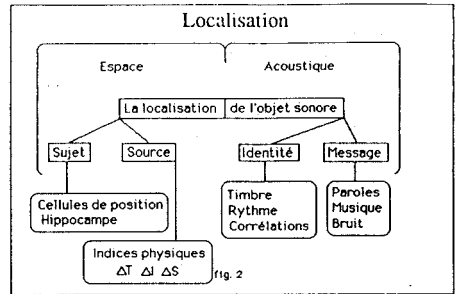 Localisation
Espace
Acoustique
La localisation de l'objet sonore
Sujet
Source
Identité
Message
Cellules de position
Hippocampe
Timbre
Rythme
Corrélations
Paroles
Musique
Bruit
Indices physiques
ΔT ΔI ΔS
fig. 2